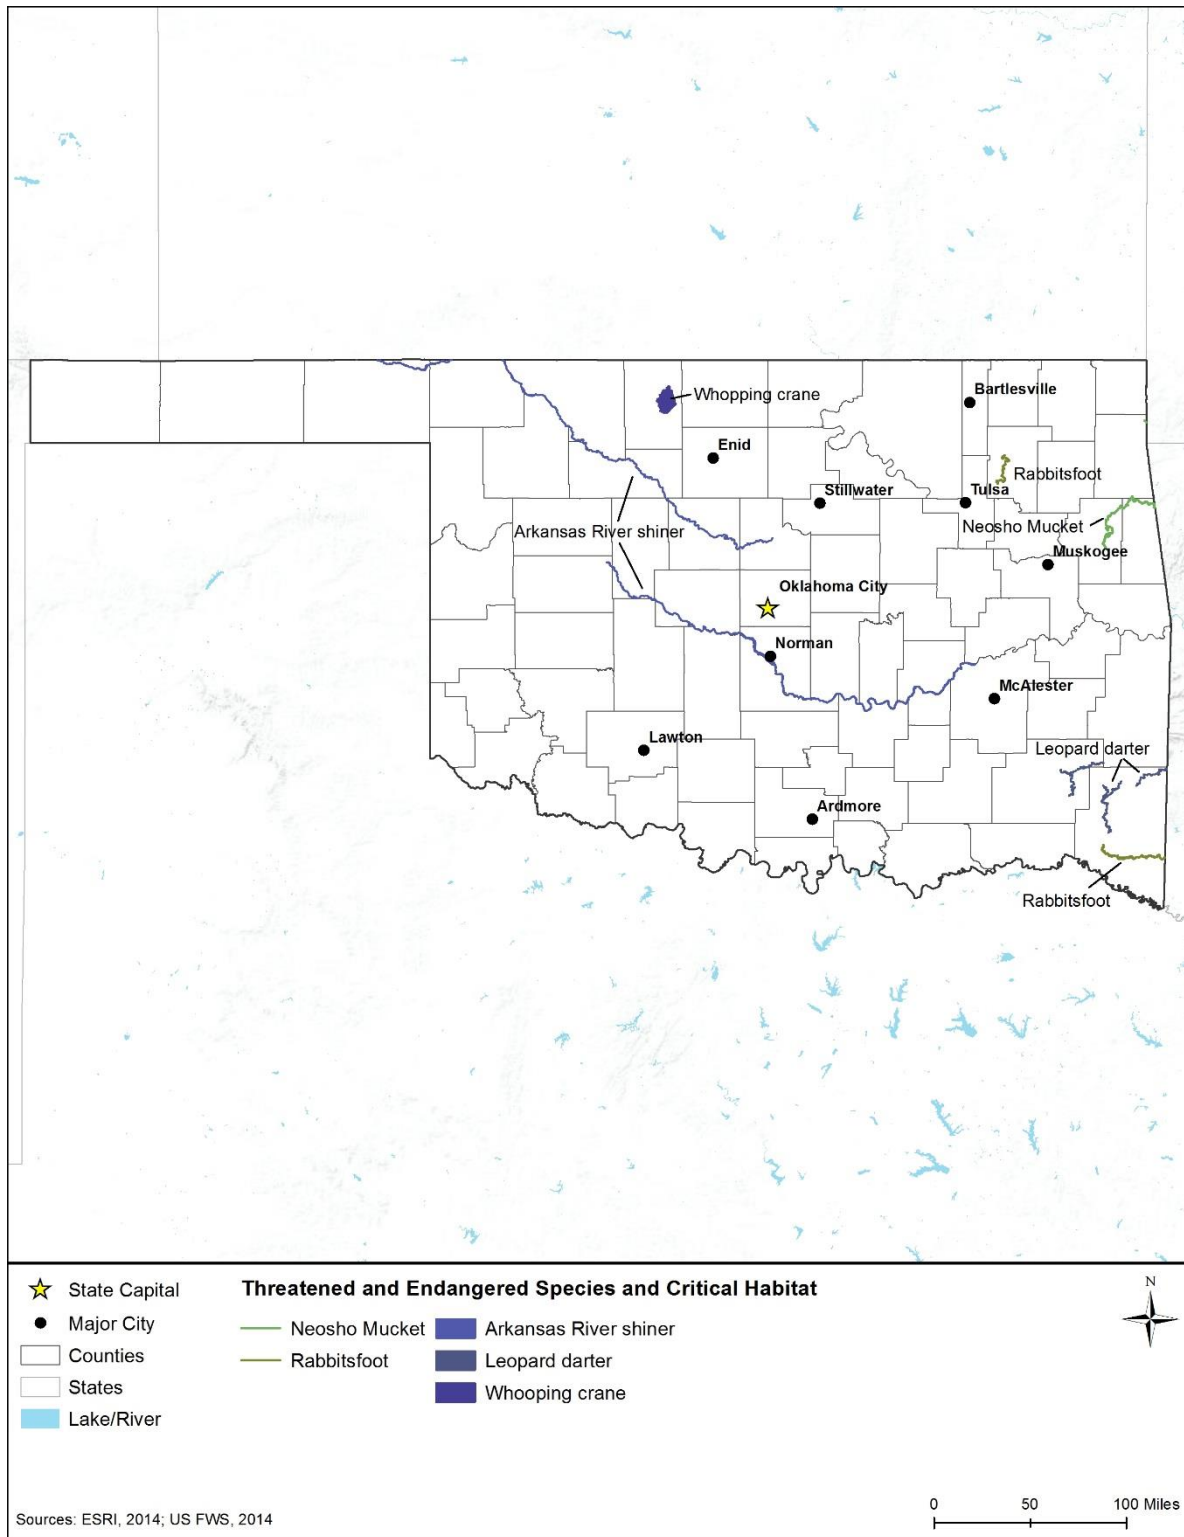 Bartlesville
Whopping crane
Enid
Rabbitsfoot
Stillwater
Tulsa
Arkansas River shiner
Neosho Mucket
Muskogee
Oklahoma City
Norman
McAlester
Lawton
Leopard darter
Ardmore
Rabbitsfoot
State Capital
Major City
Counties
States
Lake/River
Threatened and Endangered Species and Critical Habitat
Neosho Mucket
Rabbitsfoot
Arkansas River shiner
Leopard darter
Whooping crane
N
Sources: ESRI, 2014; US FWS, 2014
0 50 100 Miles